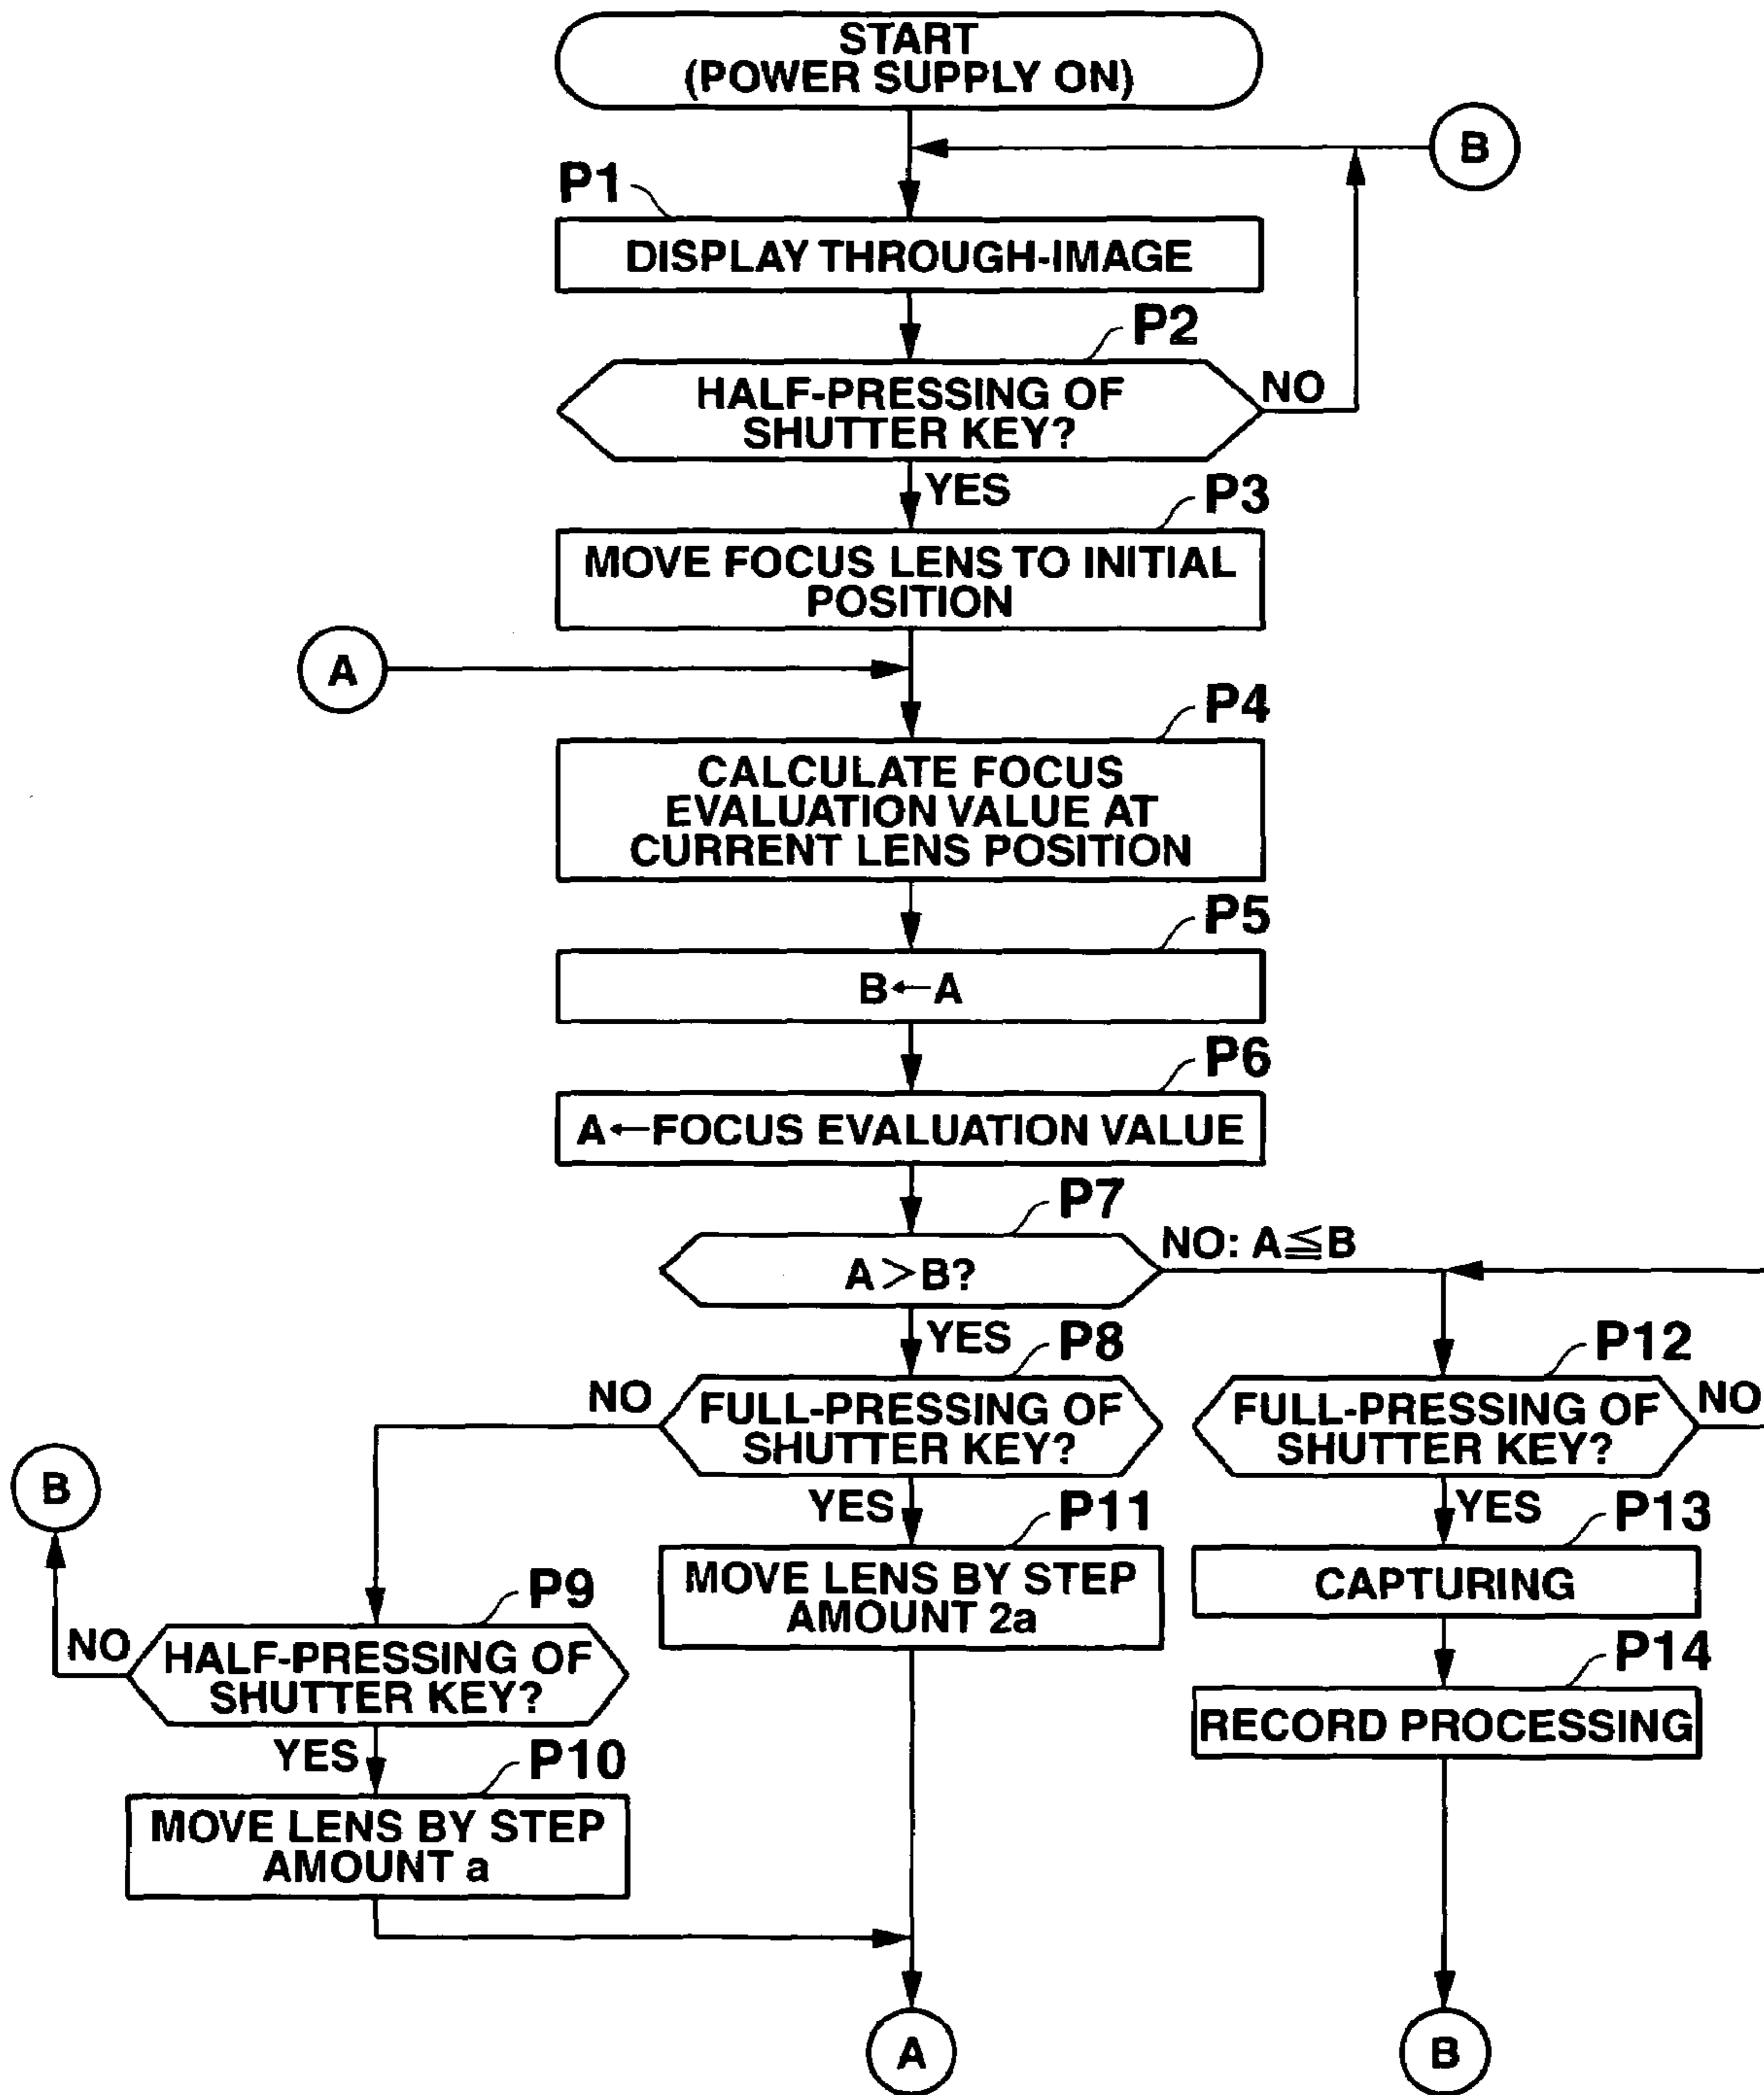 START
(POWER SUPPLY ON)
B
P1
DISPLAY THROUGH-IMAGE
P2
HALF-PRESSING OF
SHUTTER KEY?
NO
YES
P3
MOVE FOCUS LENS TO INITIAL
POSITION
A
P4
CALCULATE FOCUS
EVALUATION VALUE AT
CURRENT LENS POSITION
P5
B←A
P6
A←FOCUS EVALUATION VALUE
P7
A>B?
NO: A≦B
YES
P8
FULL-PRESSING OF
SHUTTER KEY?
NO
P12
FULL-PRESSING OF
SHUTTER KEY?
NO
B
YES
P11
MOVE LENS BY STEP
AMOUNT 2a
YES
P13
CAPTURING
P9
HALF-PRESSING OF
SHUTTER KEY?
NO
P14
RECORD PROCESSING
YES
P10
MOVE LENS BY STEP
AMOUNT a
A
B